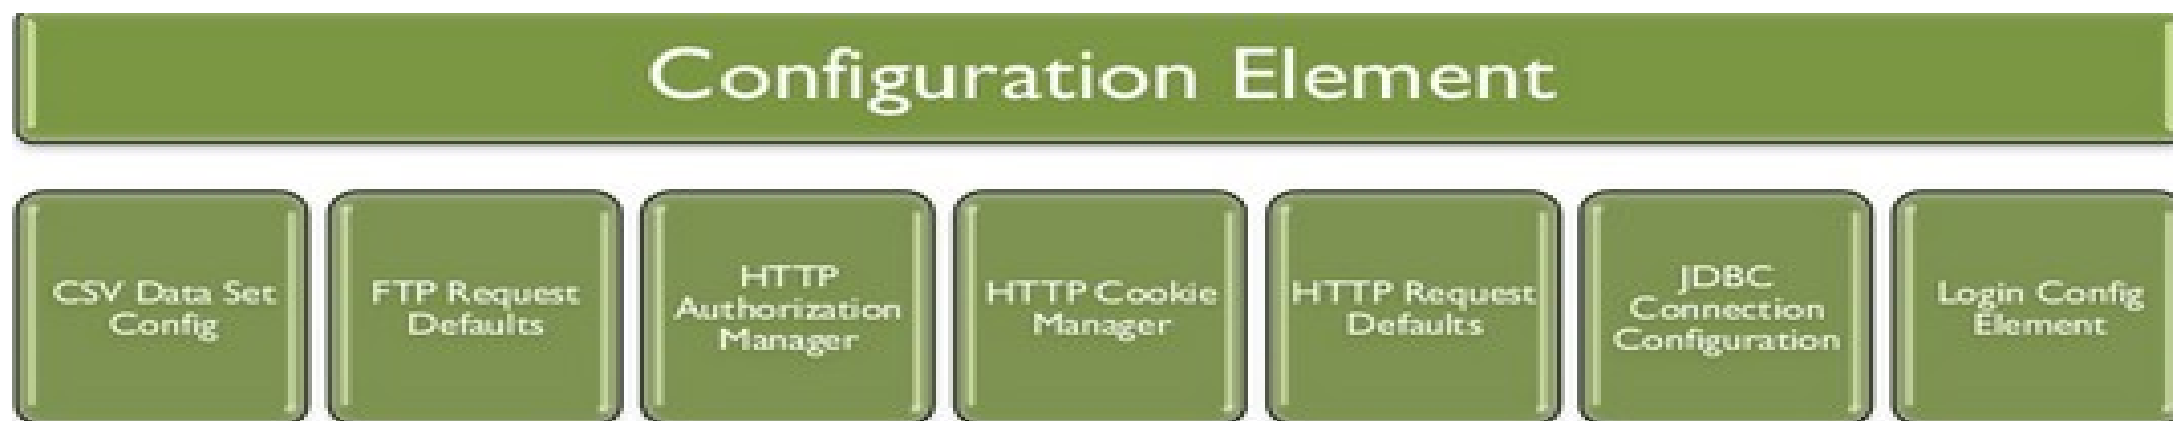 Configuration Element
CSV Data Set
Config
FTP Request
Defaults
HTTP
Authorization
Manager
HTTP Cookie
Manager
HTTP Request
Defaults
JDBC
Connection
Configuration
Login Config
Element